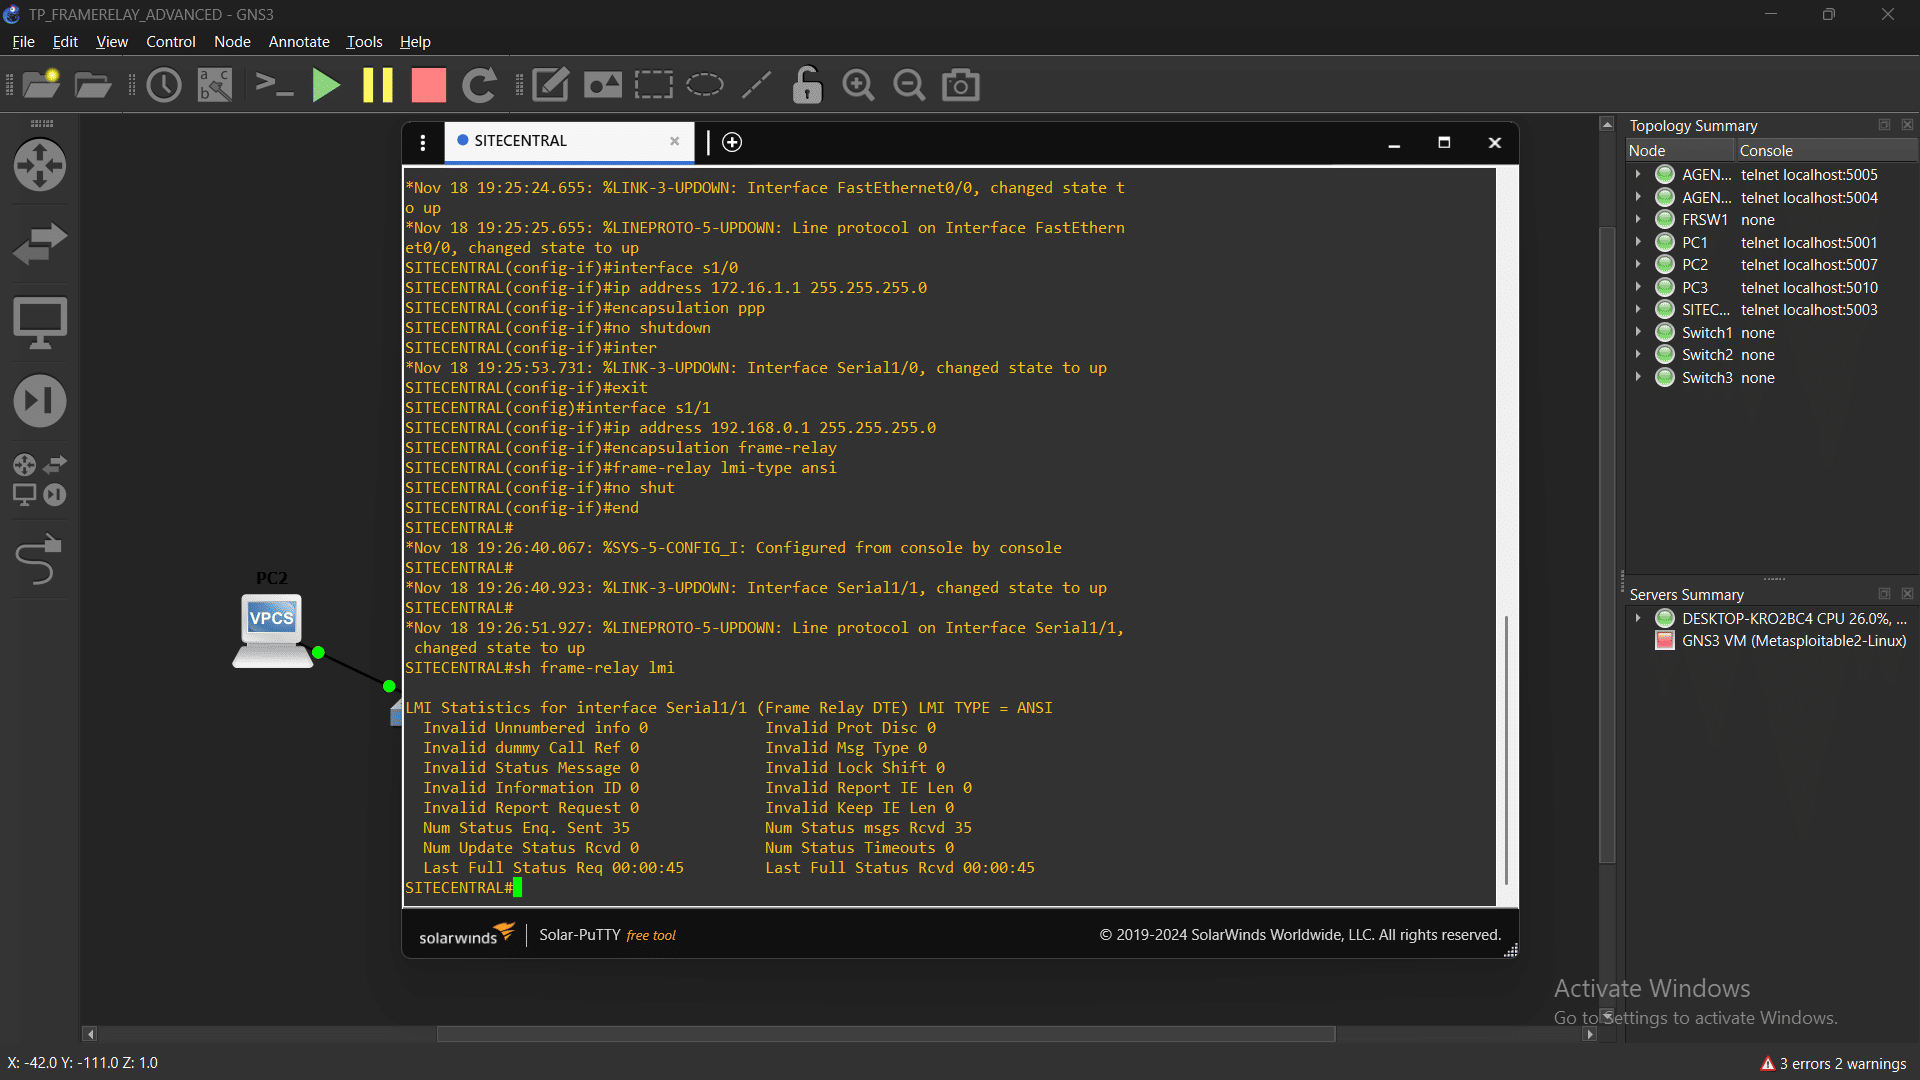 TP_FRAMERELAY_ADVANCED - GNS3
File Edit View Control Node Annotate Tools Help
SITECENTRAL
*Nov 18 19:25:24.655: %LINK-3-UPDOWN: Interface FastEthernet0/0, changed state t
o up
*Nov 18 19:25:25.655: %LINEPROTO-5-UPDOWN: Line protocol on Interface FastEthern
et0/0, changed state to up
SITECENTRAL(config-if)#interface s1/0
SITECENTRAL(config-if)#ip address 172.16.1.1 255.255.255.0
SITECENTRAL(config-if)#encapsulation ppp
SITECENTRAL(config-if)#no shutdown
SITECENTRAL(config-if)#inter
*Nov 18 19:25:53.731: %LINK-3-UPDOWN: Interface Serial1/0, changed state to up
SITECENTRAL(config-if)#exit
SITECENTRAL(config)#interface s1/1
SITECENTRAL(config-if)#ip address 192.168.0.1 255.255.255.0
SITECENTRAL(config-if)#encapsulation frame-relay
SITECENTRAL(config-if)#frame-relay lmi-type ansi
SITECENTRAL(config-if)#no shut
SITECENTRAL(config-if)#end
SITECENTRAL#
*Nov 18 19:26:40.067: %SYS-5-CONFIG_I: Configured from console by console
SITECENTRAL#
*Nov 18 19:26:40.923: %LINK-3-UPDOWN: Interface Serial1/1, changed state to up
SITECENTRAL#
*Nov 18 19:26:51.927: %LINEPROTO-5-UPDOWN: Line protocol on Interface Serial1/1,
changed state to up
SITECENTRAL#sh frame-relay lmi
LMI Statistics for interface Serial1/1 (Frame Relay DTE) LMI TYPE = ANSI
Invalid Unnumbered info 0 Invalid Prot Disc 0
Invalid dummy Call Ref 0 Invalid Msg Type 0
Invalid Status Message 0 Invalid Lock Shift 0
Invalid Information ID 0 Invalid Report IE Len 0
Invalid Report Request 0 Invalid Keep IE Len 0
Num Status Enq. Sent 35 Num Status msgs Rcvd 35
Num Update Status Rcvd 0 Num Status Timeouts 0
Last Full Status Req 00:00:45 Last Full Status Rcvd 00:00:45
SITECENTRAL#
solarwinds Solar-PuTTY free tool © 2019-2024 SolarWinds Worldwide, LLC. All rights reserved.
PC2
VPCS
Topology Summary
Node Console
AGEN... telnet localhost:5005
AGEN... telnet localhost:5004
FRSW1 none
PC1 telnet localhost:5001
PC2 telnet localhost:5007
PC3 telnet localhost:5010
SITEC... telnet localhost:5003
Switch1 none
Switch2 none
Switch3 none
Servers Summary
DESKTOP-KRO2BC4 CPU 26.0%, ...
GNS3 VM (Metasploitable2-Linux)
Activate Windows
Go to Settings to activate Windows.
X: -42.0 Y: -111.0 Z: 1.0
3 errors 2 warnings